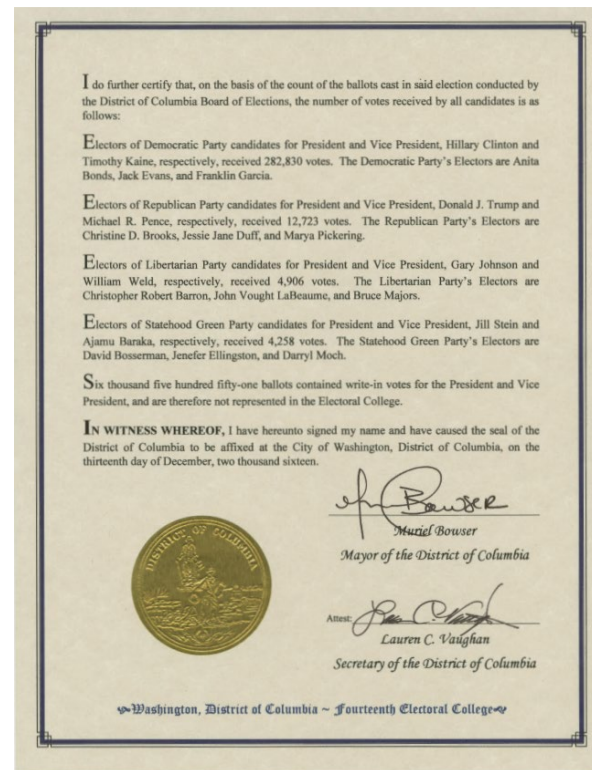 I do further certify that, on the basis of the count of the ballots cast in said election conducted by
the District of Columbia Board of Elections, the number of votes received by all candidates is as
follows:
Electors of Democratic Party candidates for President and Vice President, Hillary Clinton and
Timothy Kaine, respectively, received 282,830 votes. The Democratic Party's Electors are Anita
Bonds, Jack Evans, and Franklin Garcia.
Electors of Republican Party candidates for President and Vice President, Donald J. Trump and
Michael R. Pence, respectively, received 12,723 votes. The Republican Party's Electors are
Christine D. Brooks, Jessie Jane Duff, and Marya Pickering.
Electors of Libertarian Party candidates for President and Vice President, Gary Johnson and
William Weld, respectively, received 4,906 votes. The Libertarian Party's Electors are
Christopher Robert Barron, John Vought LaBeaume, and Bruce Majors.
Electors of Statehood Green Party candidates for President and Vice President, Jill Stein and
Ajamu Baraka, respectively, received 4,258 votes. The Statehood Green Party's Electors are
David Bosserman, Jenefer Ellingston, and Darryl Moch.
Six thousand five hundred fifty-one ballots contained write-in votes for the President and Vice
President, and are therefore not represented in the Electoral College.
IN WITNESS WHEREOF, I have hereunto signed my name and have caused the seal of the
District of Columbia to be affixed at the City of Washington, District of Columbia, on the
thirteenth day of December, two thousand sixteen.
Bowser
Muriel Bowser
Mayor of the District of Columbia
DISTRICT OF COLUMBIA
Attest:
Lauren C. Vaughan
Secretary of the District of Columbia
Washington, District of Columbia ~ Fourteenth Electoral College